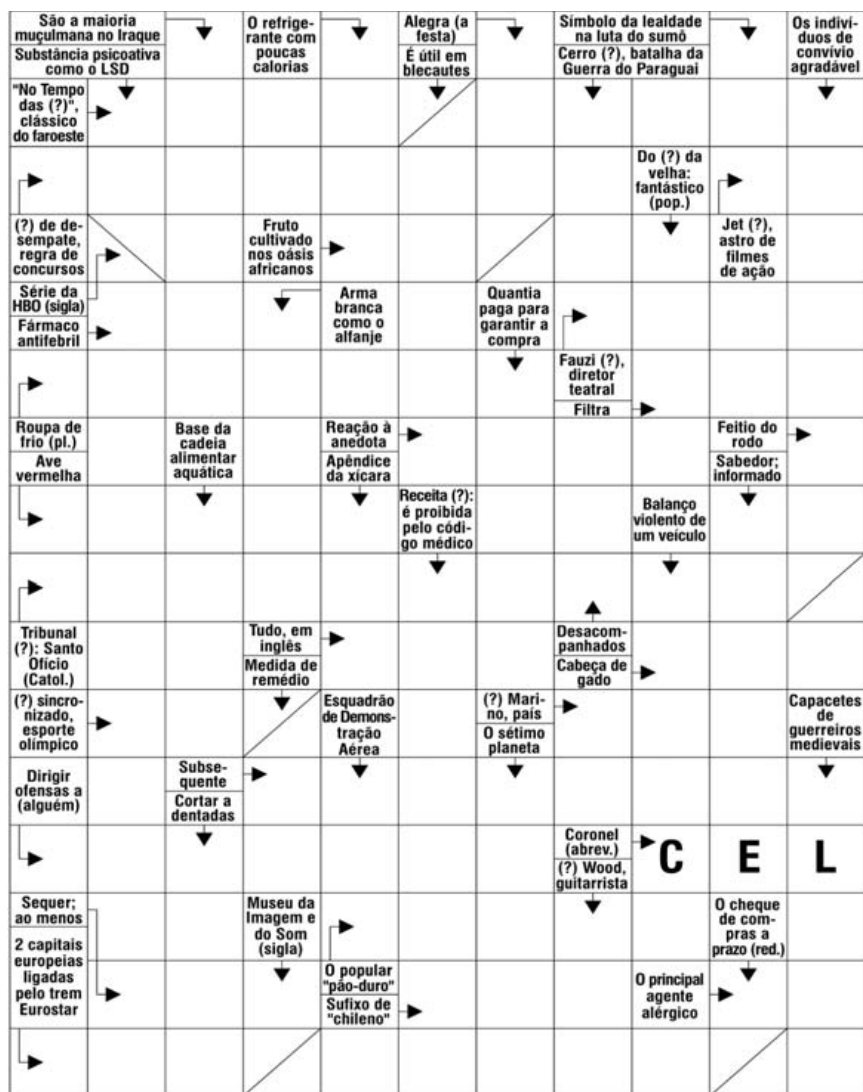 São a maioria
muçulmana no Iraque
Substância psicoativa
como o LSD
O refrige-
rante com
poucas
calorias
Alegra (a
festa)
É útil em
blecautes
Símbolo da lealdade
na luta do sumô
Cerro (?), batalha da
Guerra do Paraguai
Os indiví-
duos de
convívio
agradável
"No Tempo
das (?)",
clássico
do faroeste
Do (?) da
velha:
fantástico
(pop.)
(?) de de-
sempate,
regra de
concursos
Fruto
cultivado
nos oásis
africanos
Jet (?),
astro de
filmes
de ação
Série da
HBO (sigla)
Fármaco
antifebril
Arma
branca
como o
alfanje
Quantia
paga para
garantir a
compra
Fauzi (?),
diretor
teatral
Filtra
Roupa de
frio (pl.)
Ave
vermelha
Base da
cadeia
alimentar
aquática
Reação à
anedota
Apêndice
da xícara
Feitio do
rodo
Sabedor;
informado
Receita (?):
é proibida
pelo códi-
go médico
Balanço
violento de
um veículo
Tribunal
(?): Santo
Ofício
(Catol.)
Tudo, em
inglês
Medida de
remédio
Desacom-
panhados
Cabeça de
gado
(?) sincro-
nizado,
esporte
olímpico
Esquadrão
de Demons-
tração
Aérea
(?) Mari-
no, país
O sétimo
planeta
Capacetes
de
guerreiros
medievais
Dirigir
ofensas a
(alguém)
Subse-
quente
Cortar a
dentadas
Coronel
(abrev.)
(?) Wood,
guitarrista
C E L
Sequer;
ao menos
2 capitais
europeias
ligadas
pelo trem
Eurostar
Museu da
Imagem e
do Som
(sigla)
O cheque
de com-
pras a
prazo (red.)
O popular
"pão-duro"
Sufixo de
"chileno"
O principal
agente
alérgico